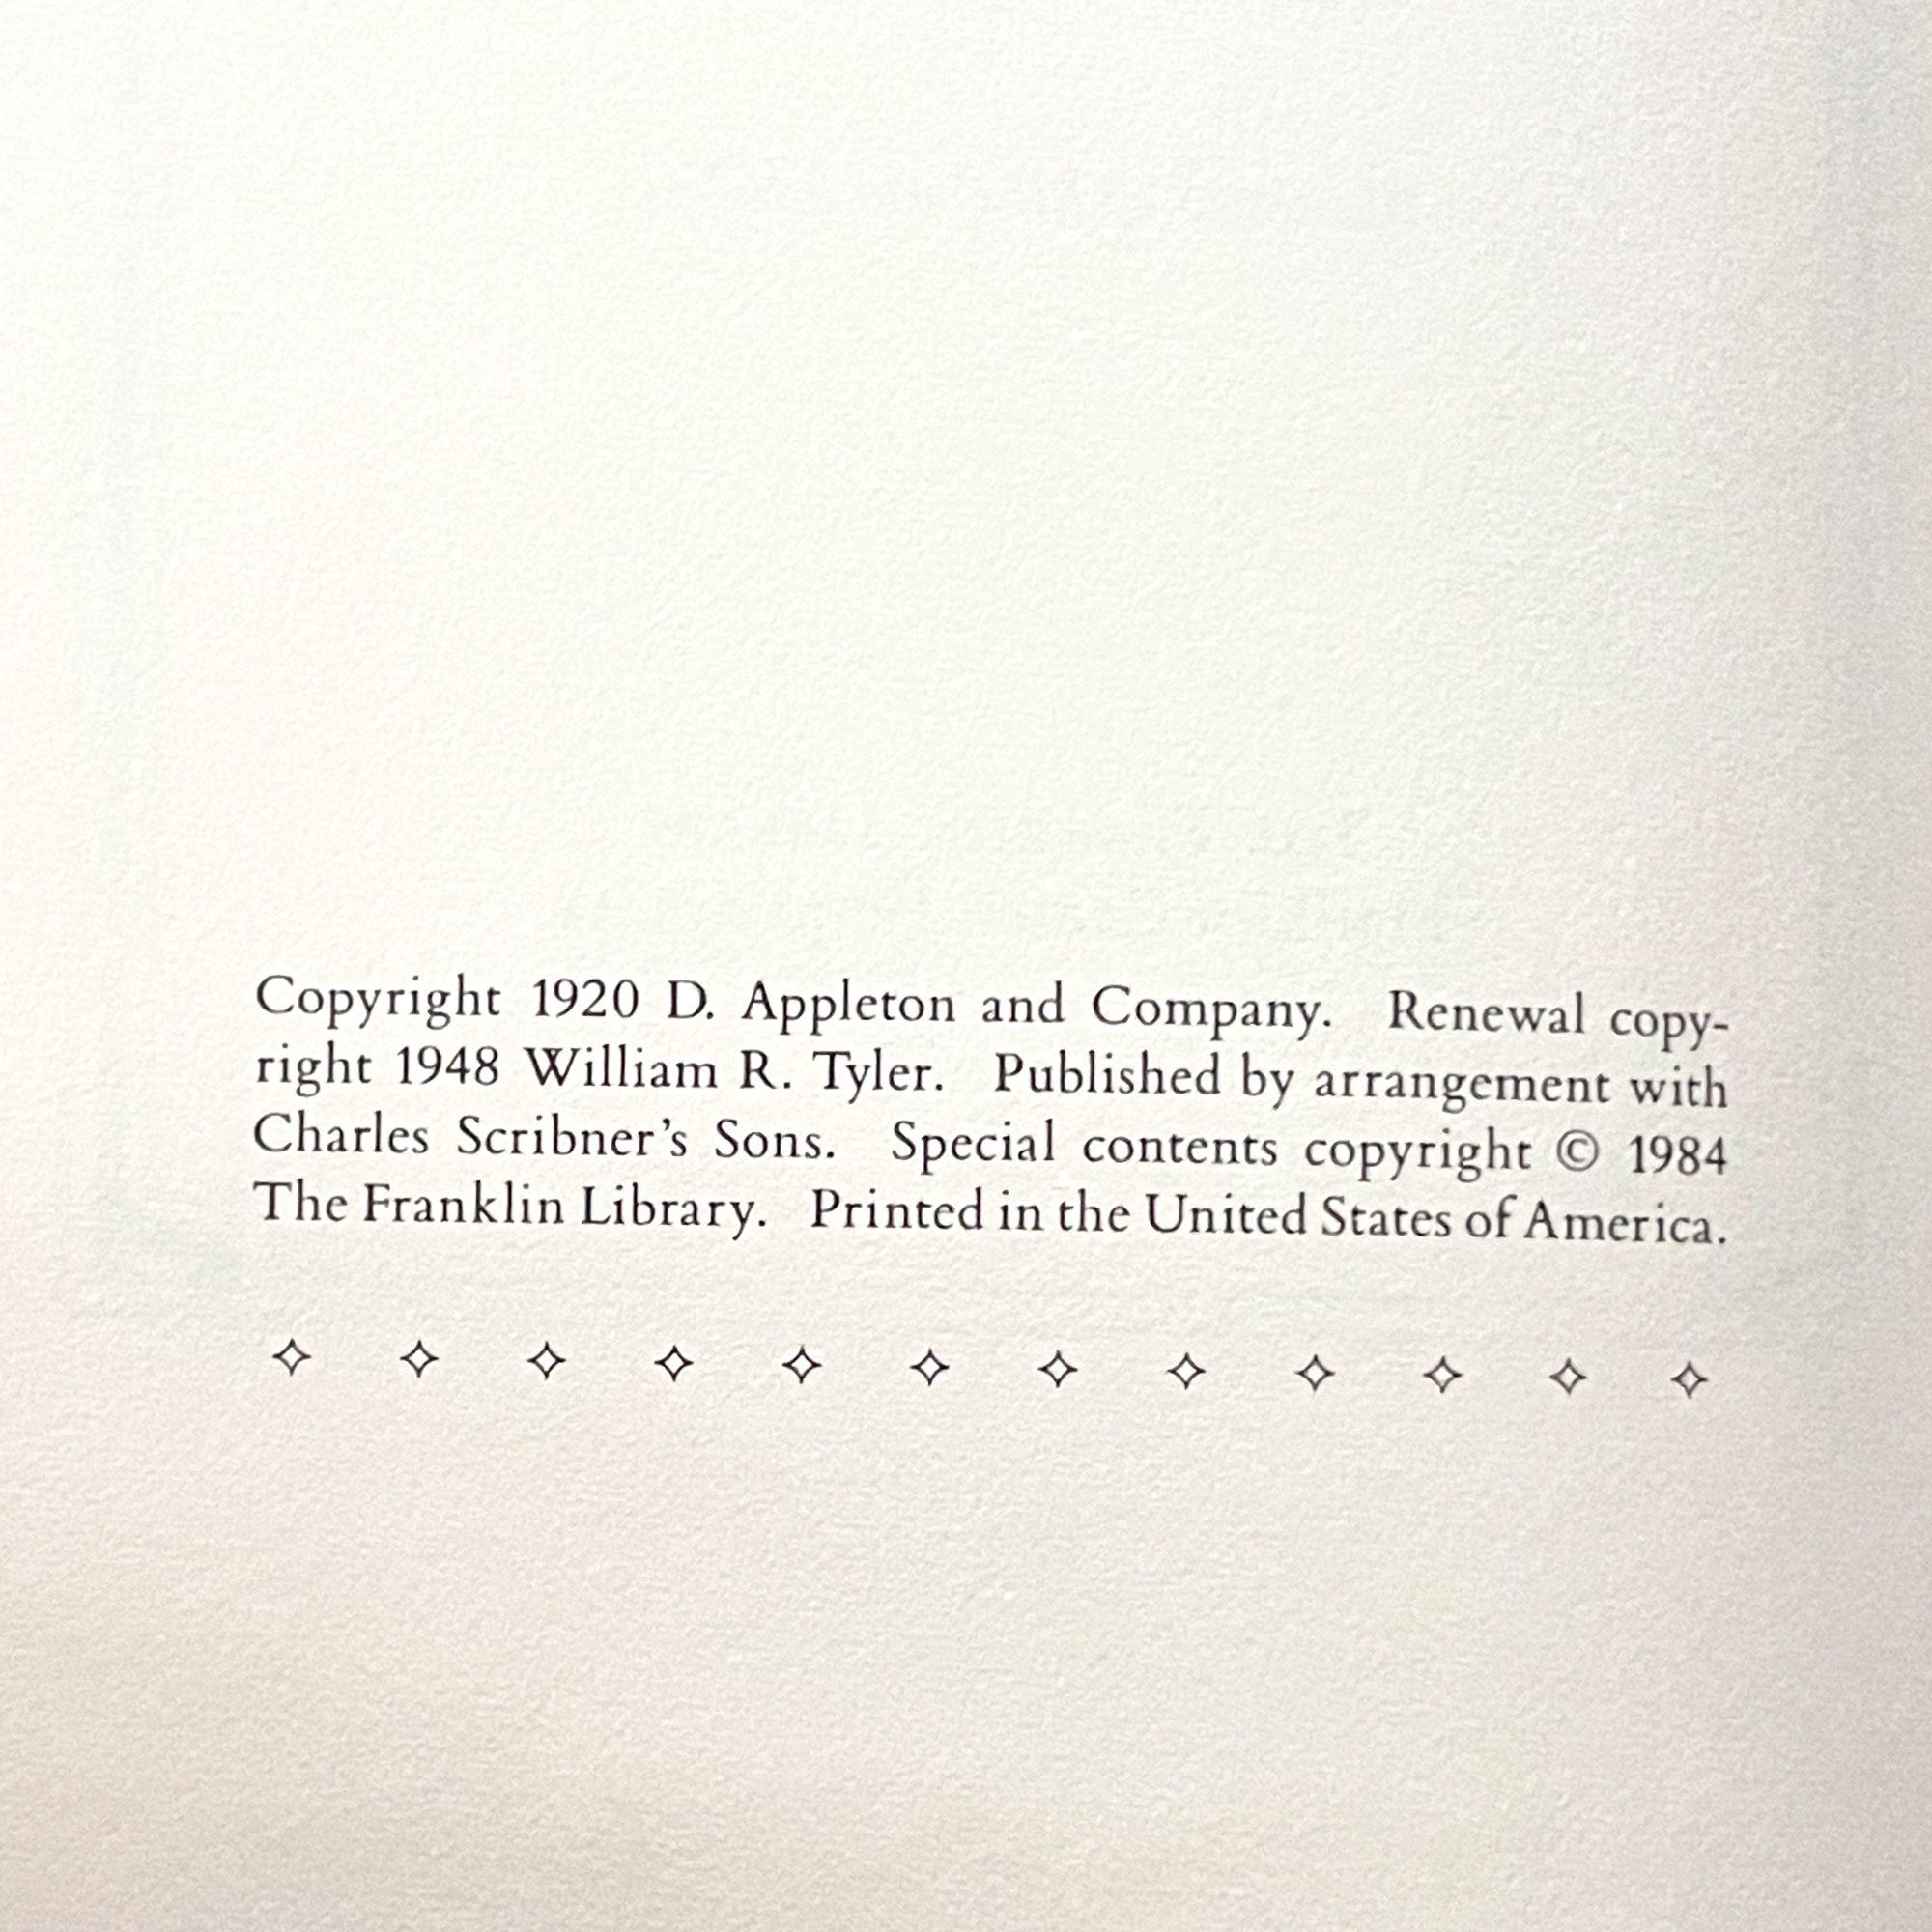 Copyright 1920 D. Appleton and Company. Renewal copy-
right 1948 William R. Tyler. Published by arrangement with
Charles Scribner’s Sons. Special contents copyright © 1984
The Franklin Library. Printed in the United States of America.